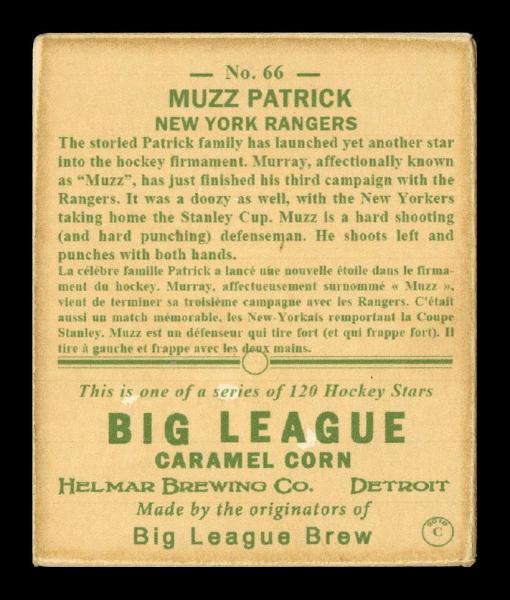 — No. 66 —
MUZZ PATRICK
NEW YORK RANGERS
The storied Patrick family has launched yet another star
into the hockey firmament. Murray, affectionally known
as “Muzz”, has just finished his third campaign with the
Rangers. It was a doozy as well, with the New Yorkers
taking home the Stanley Cup. Muzz is a hard shooting
(and hard punching) defenseman. He shoots left and
punches with both hands.
La célèbre famille Patrick a lancé une nouvelle étoile dans le firma-
ment du hockey. Murray, affectueusement surnommé « Muzz »,
vient de terminer sa troisième campagne avec les Rangers. C'était
aussi un match mémorable, les New-Yorkais remportant la Coupe
Stanley. Muzz est un défenseur qui tire fort (et qui frappe fort). Il
tire à gauche et frappe avec les deux mains.
This is one of a series of 120 Hockey Stars
BIG LEAGUE
CARAMEL CORN
HELMAR BREWING CO. DETROIT
Made by the originators of
Big League Brew
C